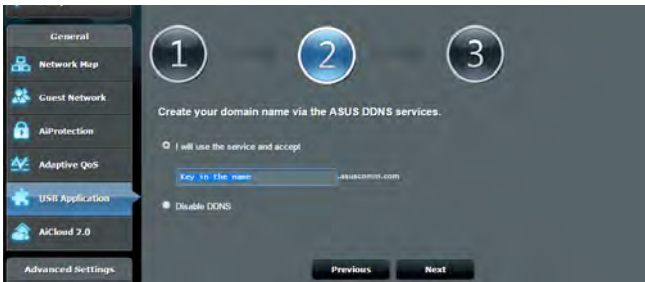 General
1
2
3
Network Map
Guest Network
Create your domain name via the ASUS DDNS services.
AiProtection
I will use the service and accept
Adaptive QoS
Key in the name
.asuscomm.com
USB Application
Disable DDNS
AiCloud 2.0
Advanced Settings
Previous
Next